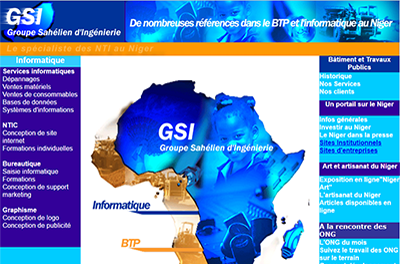 GSI
Groupe Sahélien d'Ingénierie
De nombreuses références dans le BTP et l'informatique au Niger
Le spécialiste des NTI au Niger
Informatique
Services informatiques
Dépannages
Ventes matériels
Ventes de consommables
Bases de données
Systèmes d'informations
NTIC
Conception de site
internet
Formations individuelles
Bureautique
Saisie informatique
Formations
Conception de support
marketing
Graphisme
Conception de logo
Conception de publicité
GSI
Groupe Sahélien d'Ingénierie
Informatique
BTP
Bâtiment et Travaux
Publics
Historique
Nos Services
Nos clients
Un portail sur le Niger
Infos générales
Investir au Niger
Le Niger dans la presse
Sites Institutionnels
Sites d'entreprises
Art et artisanat du Niger
Exposition en ligne"Niger
Art"
L'artisanat du Niger
Articles disponibles en
ligne
A la rencontre des
ONG
L'ONG du mois
Suivez le travail des ONG
sur le terrain